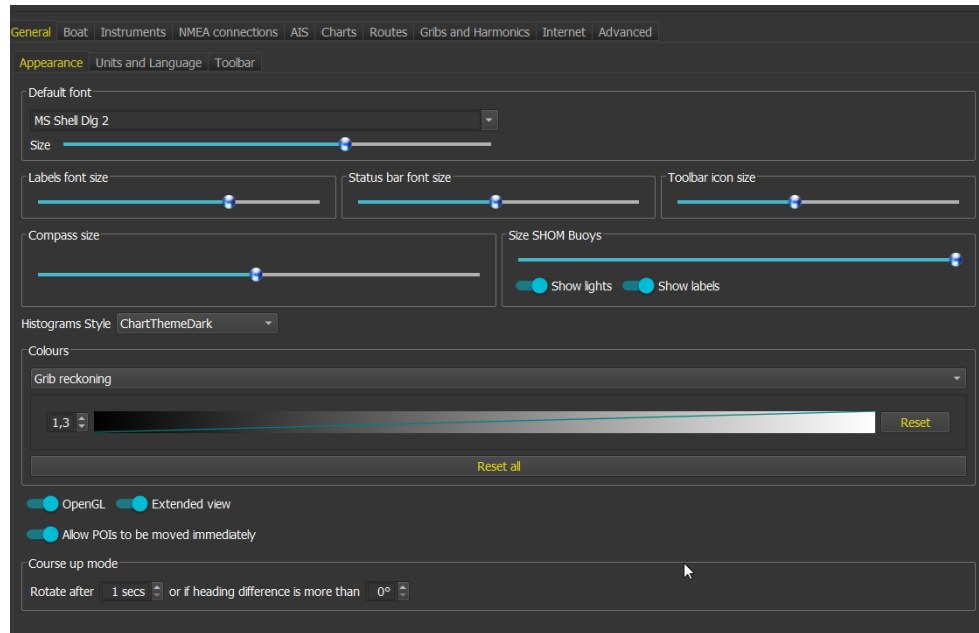 General Boat Instruments NMEA connections AIS Charts Routes Gribs and Harmonics Internet Advanced
Appearance Units and Language Toolbar
Default font
MS Shell Dlg 2
Size
Labels font size Status bar font size Toolbar icon size
Compass size Size SHOM Buoys
Show lights Show labels
Histograms Style ChartThemeDark
Colours
Grib reckoning
1,3 Reset
Reset all
OpenGL Extended view
Allow POIs to be moved immediately
Course up mode
Rotate after 1 secs or if heading difference is more than 0°